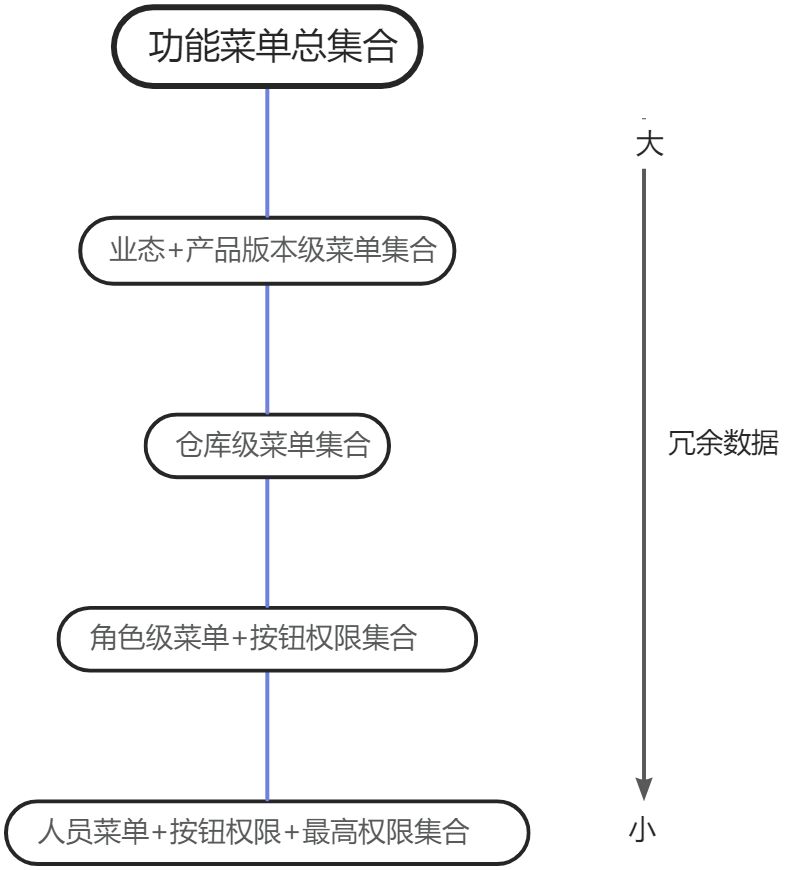 功能菜单总集合
大
业态+产品版本级菜单集合
仓库级菜单集合
冗余数据
角色级菜单+按钮权限集合
人员菜单+按钮权限+最高权限集合
小